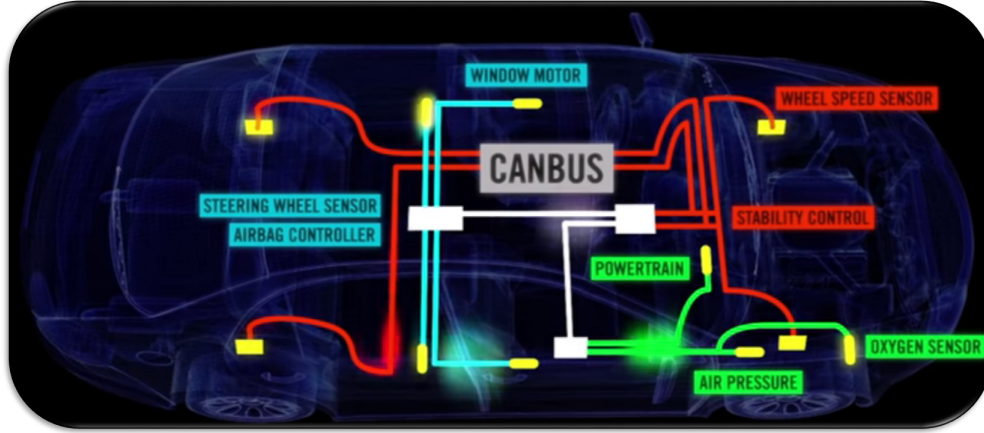 WINDOW MOTOR
WHEEL SPEED SENSOR
CANBUS
STEERING WHEEL SENSOR
AIRBAG CONTROLLER
STABILITY CONTROL
POWERTRAIN
OXYGEN SENSOR
AIR PRESSURE